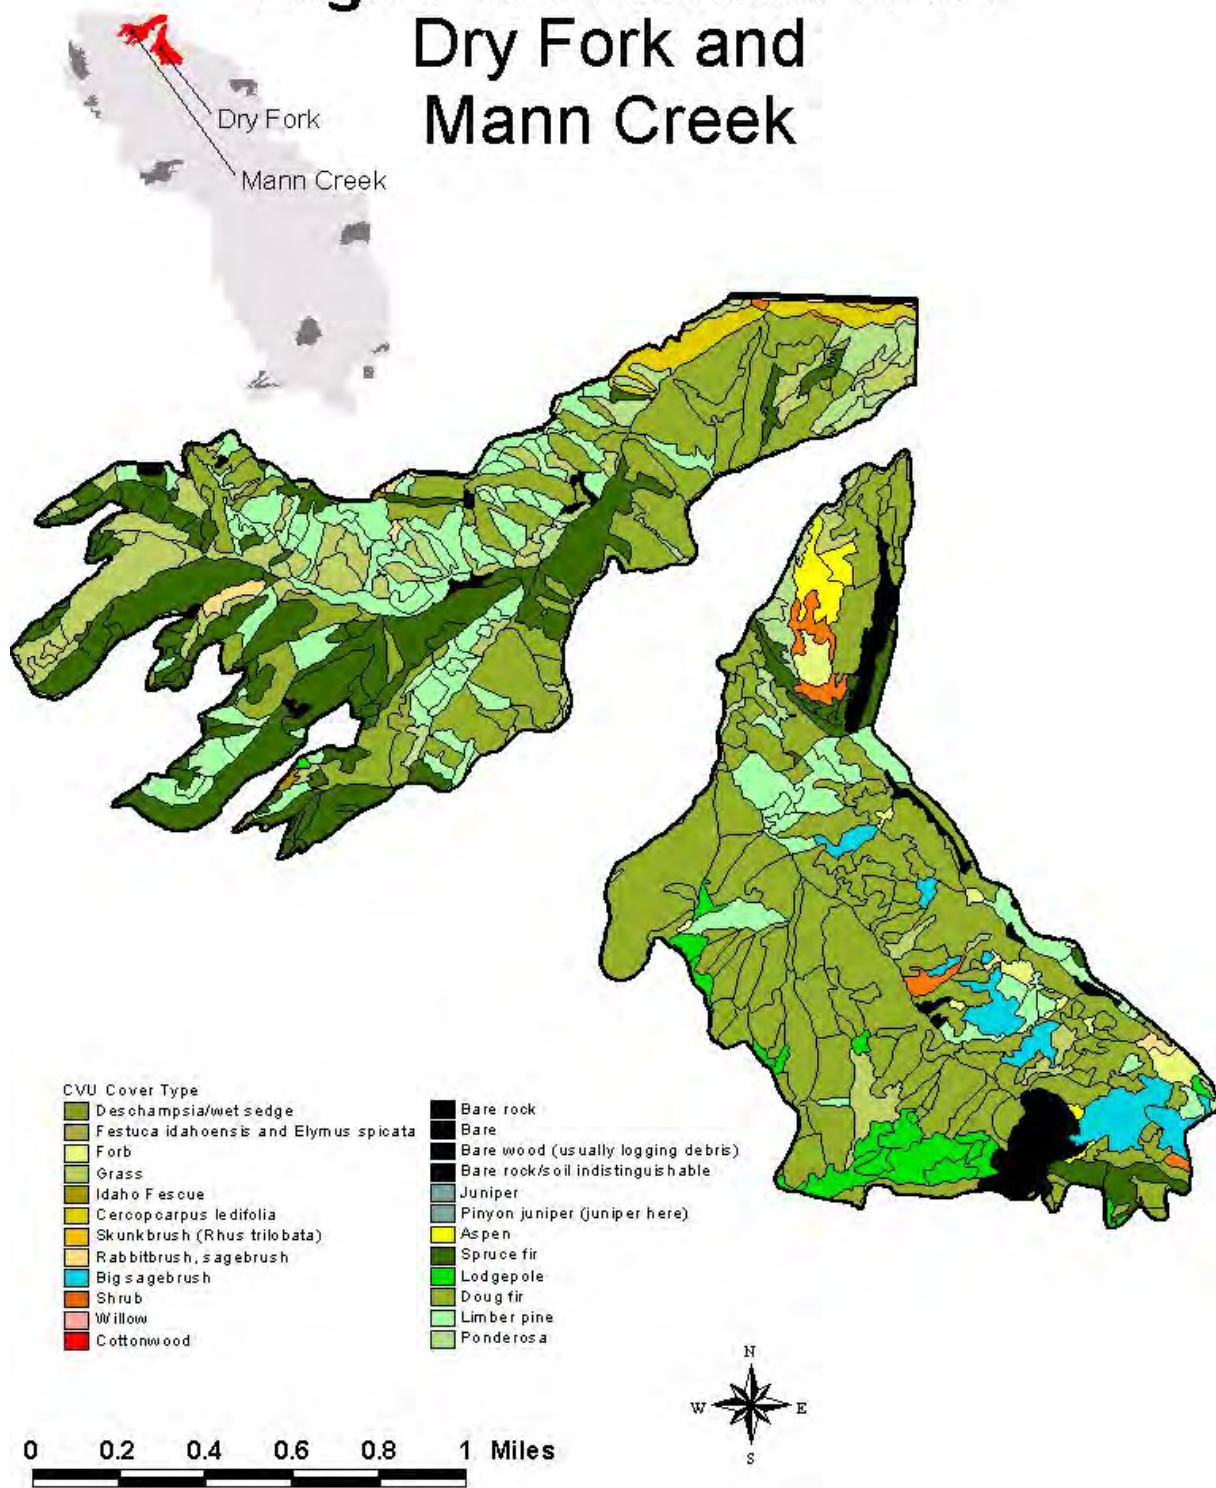 Dry Fork and
Mann Creek
Dry Fork
Mann Creek
CVU Cover Type
Deschampsia/wet sedge
Festuca idahoensis and Elymus spicata
Forb
Grass
Idaho Fescue
Cercopcarpus ledifolia
Skunkbrush (Rhus trilobata)
Rabbitbrush, sagebrush
Big sagebrush
Shrub
Willow
Cottonwood
Bare rock
Bare
Bare wood (usually logging debris)
Bare rock/soil indistinguishable
Juniper
Pinyon juniper (juniper here)
Aspen
Spruce fir
Lodgepole
Doug fir
Limber pine
Ponderosa
N
W E
S
0 0.2 0.4 0.6 0.8 1 Miles